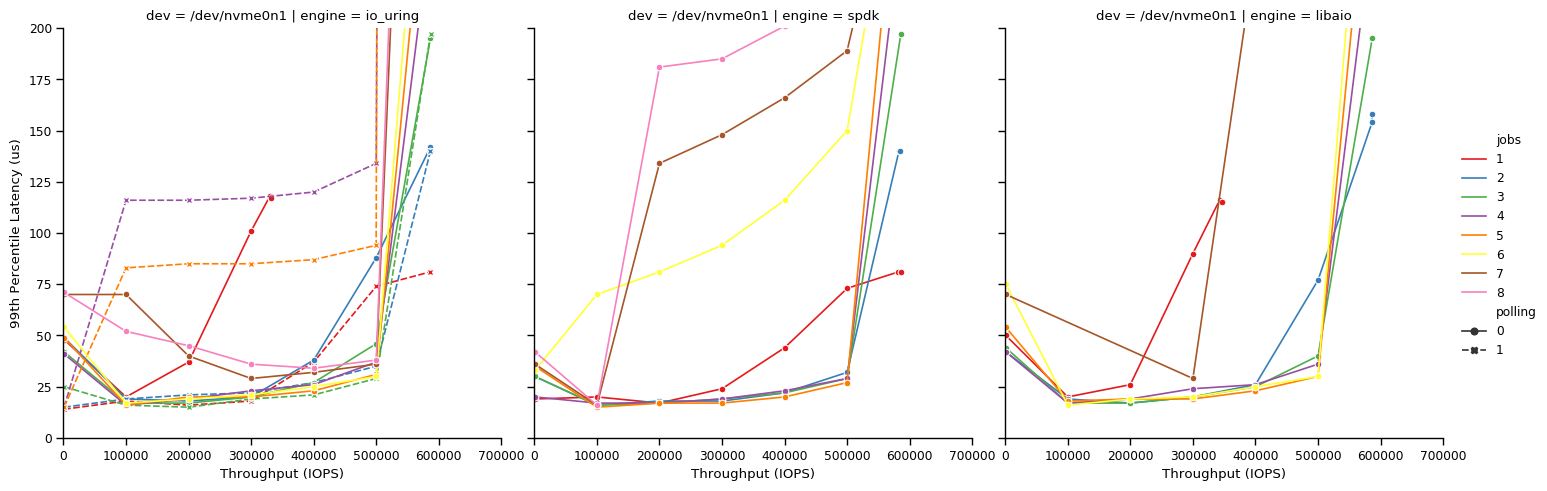 dev = /dev/nvme0n1 | engine = io_uring
dev = /dev/nvme0n1 | engine = spdk
dev = /dev/nvme0n1 | engine = libaio
99th Percentile Latency (us)
200
175
150
125
100
75
50
25
0
0 100000 200000 300000 400000 500000 600000 700000
0 100000 200000 300000 400000 500000 600000 700000
0 100000 200000 300000 400000 500000 600000 700000
Throughput (IOPS)
Throughput (IOPS)
Throughput (IOPS)
jobs
1
2
3
4
5
6
7
8
polling
0
1